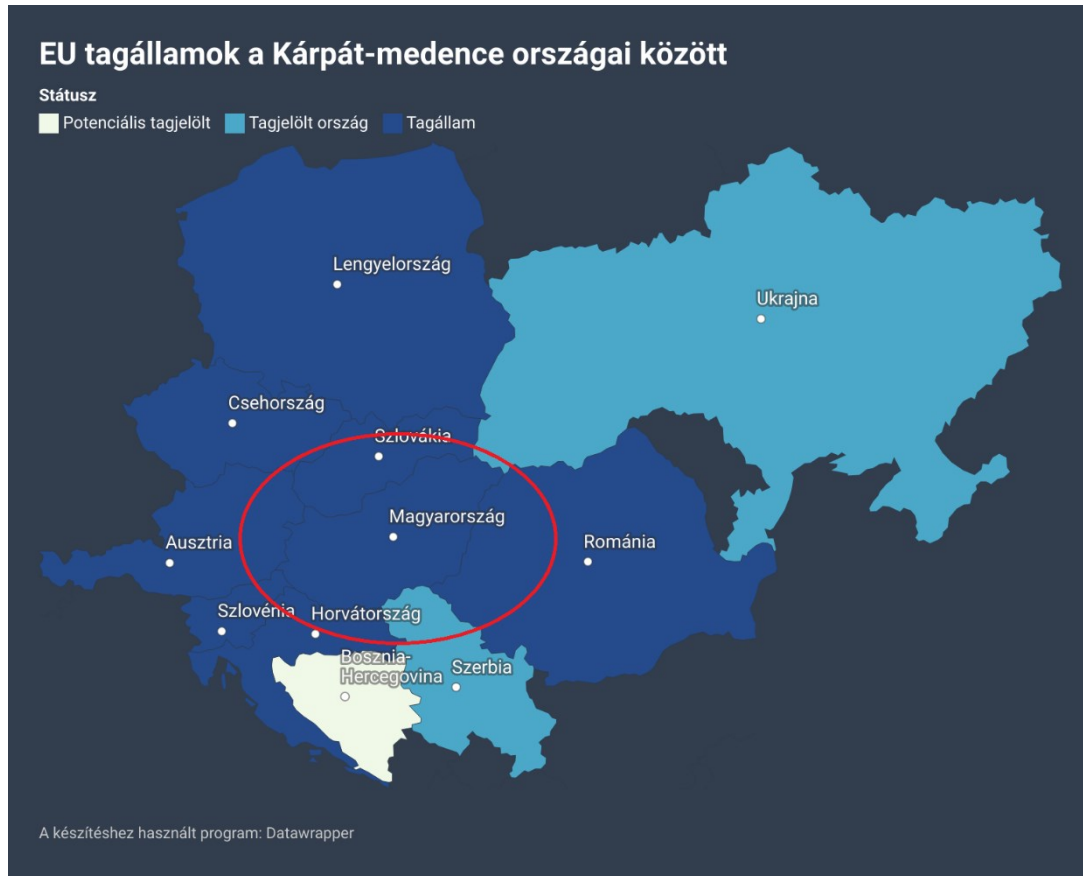 EU tagállamok a Kárpát-medence országai között
Státusz
Potenciális tagjelölt Tagjelölt ország Tagállam
Lengyelország
Ukrajna
Csehország
Szlovákia
Magyarország
Ausztria
Románia
Szlovénia
Horvátország
Bosznia-
Hercegovina
Szerbia
A készítéshez használt program: Datawrapper